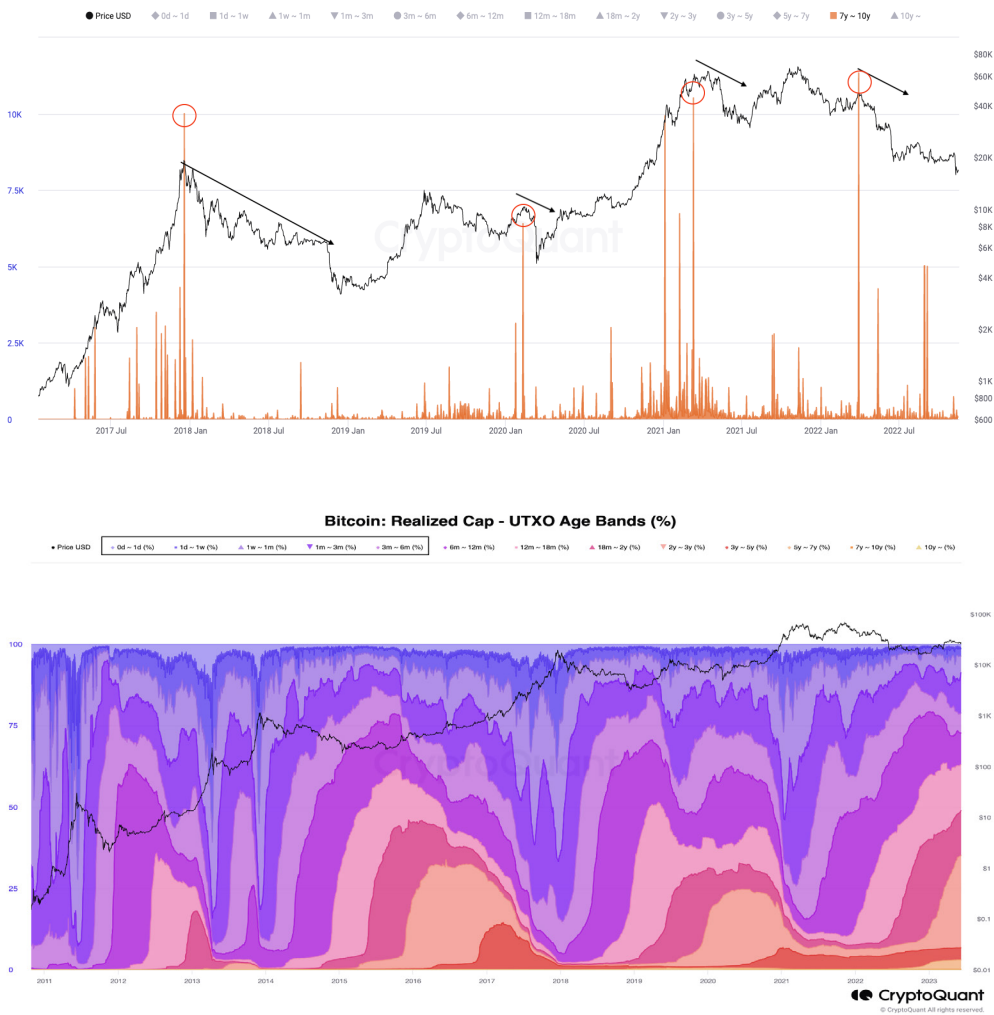 Price USD 0d ~ 1d 1d ~ 1w 1w ~ 1m 1m ~ 3m 3m ~ 6m 6m ~ 12m 12m ~ 18m 18m ~ 2y 2y ~ 3y 3y ~ 5y 5y ~ 7y 7y ~ 10y 10y ~
$80K
$60K
10K $40K
$20K
7.5K
$10K
$8K
CryptoQuant
$6K
5K
$4K
2.5K $2K
$1K
$800
0 $600
2017 Jul 2018 Jan 2018 Jul 2019 Jan 2019 Jul 2020 Jan 2020 Jul 2021 Jan 2021 Jul 2022 Jan 2022 Jul
Bitcoin: Realized Cap - UTXO Age Bands (%)
Price USD 0d ~ 1d (%) 1d ~ 1w (%) 1w ~ 1m (%) 1m ~ 3m (%) 3m ~ 6m (%) 6m ~ 12m (%) 12m ~ 18m (%) 18m ~ 2y (%) 2y ~ 3y (%) 3y ~ 5y (%) 5y ~ 7y (%) 7y ~ 10y (%) 10y ~ (%)
$100K
100
$10K
75 $1K
CryptoQuant
$100
50 $10
$1
25
$0.1
0 $0.01
2011 2012 2013 2014 2015 2016 2017 2018 2019 2020 2021 2022 2023
CryptoQuant
© CryptoQuant All rights reserved.